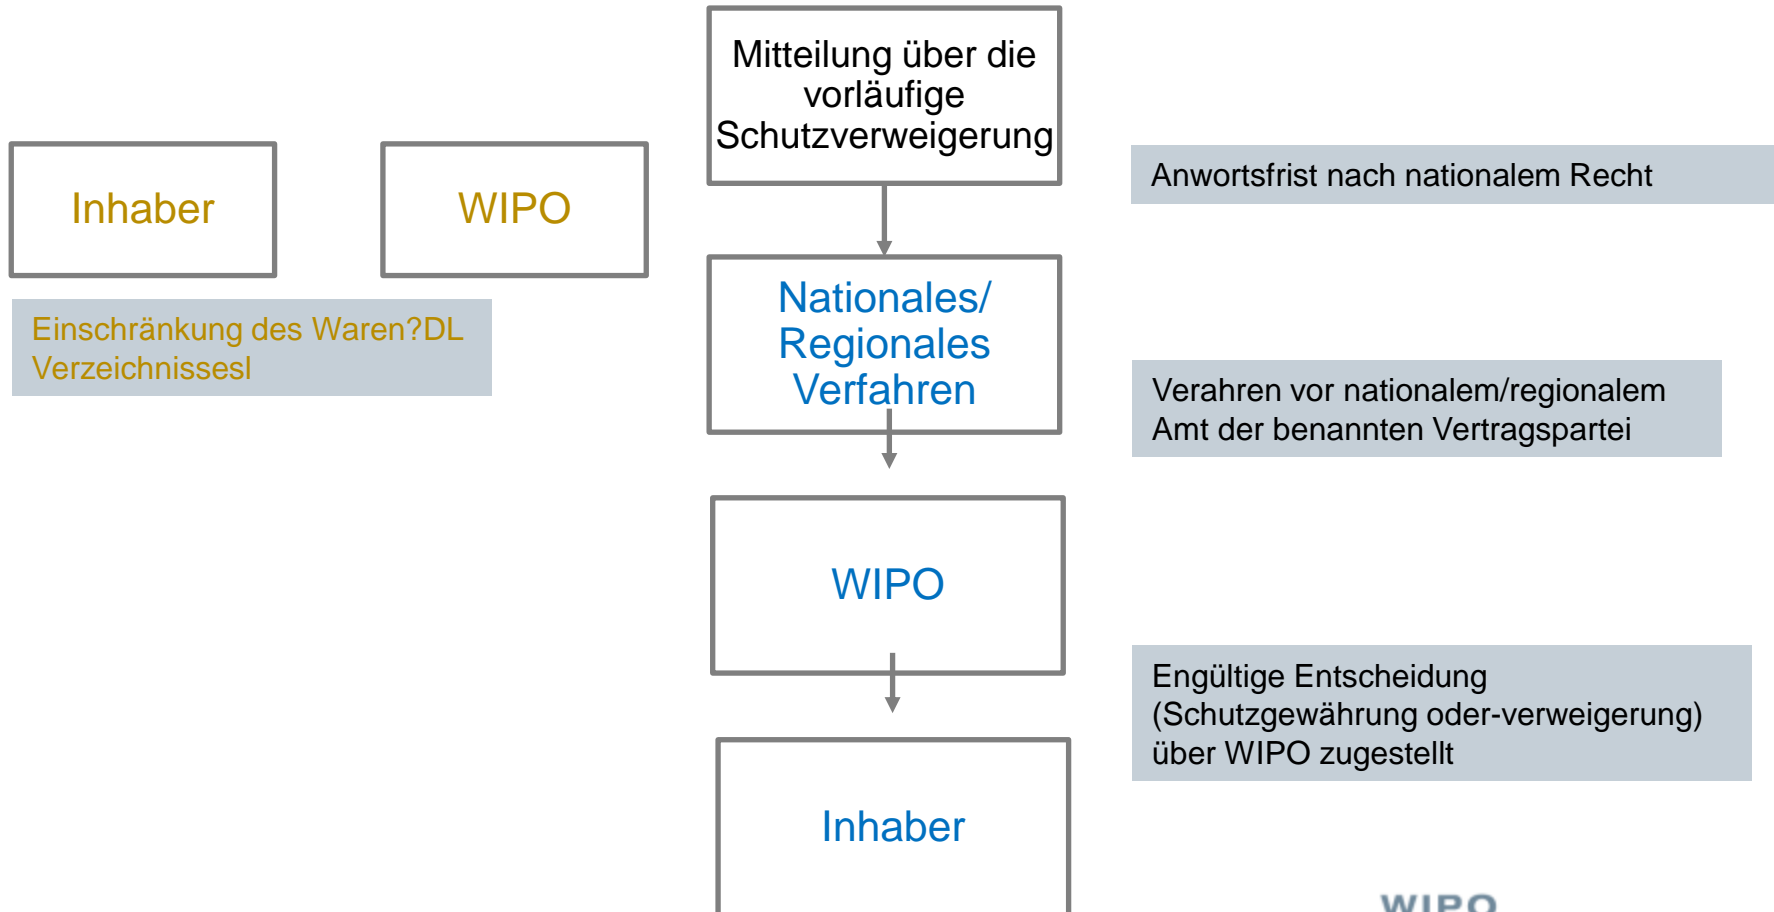 Mitteilung über die
vorläufige
Schutzverweigerung
Inhaber
WIPO
Anwortsfrist nach nationalem Recht
Einschränkung des Waren?DL
Verzeichnissesl
Nationales/
Regionales
Verfahren
Verahren vor nationalem/regionalem
Amt der benannten Vertragspartei
WIPO
Engültige Entscheidung
(Schutzgewährung oder-verweigerung)
über WIPO zugestellt
Inhaber
WIPO